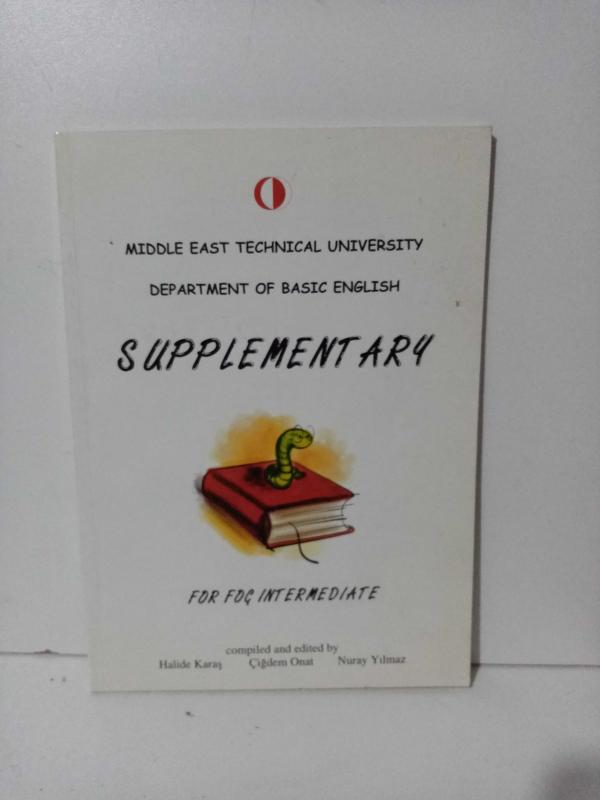 MIDDLE EAST TECHNICAL UNIVERSITY
DEPARTMENT OF BASIC ENGLISH
SUPPLEMENTARY
FOR FOG INTERMEDIATE
compiled and edited by
Halide Karaş Çiğdem Onat Nuray Yılmaz